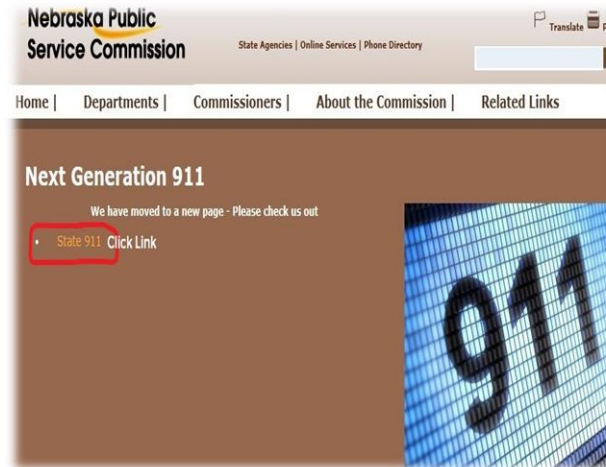 Nebraska Public
Service Commission
State Agencies | Online Services | Phone Directory
Translate
Home | Departments | Commissioners | About the Commission | Related Links
Next Generation 911
We have moved to a new page - Please check us out
• State 911 Click Link
911